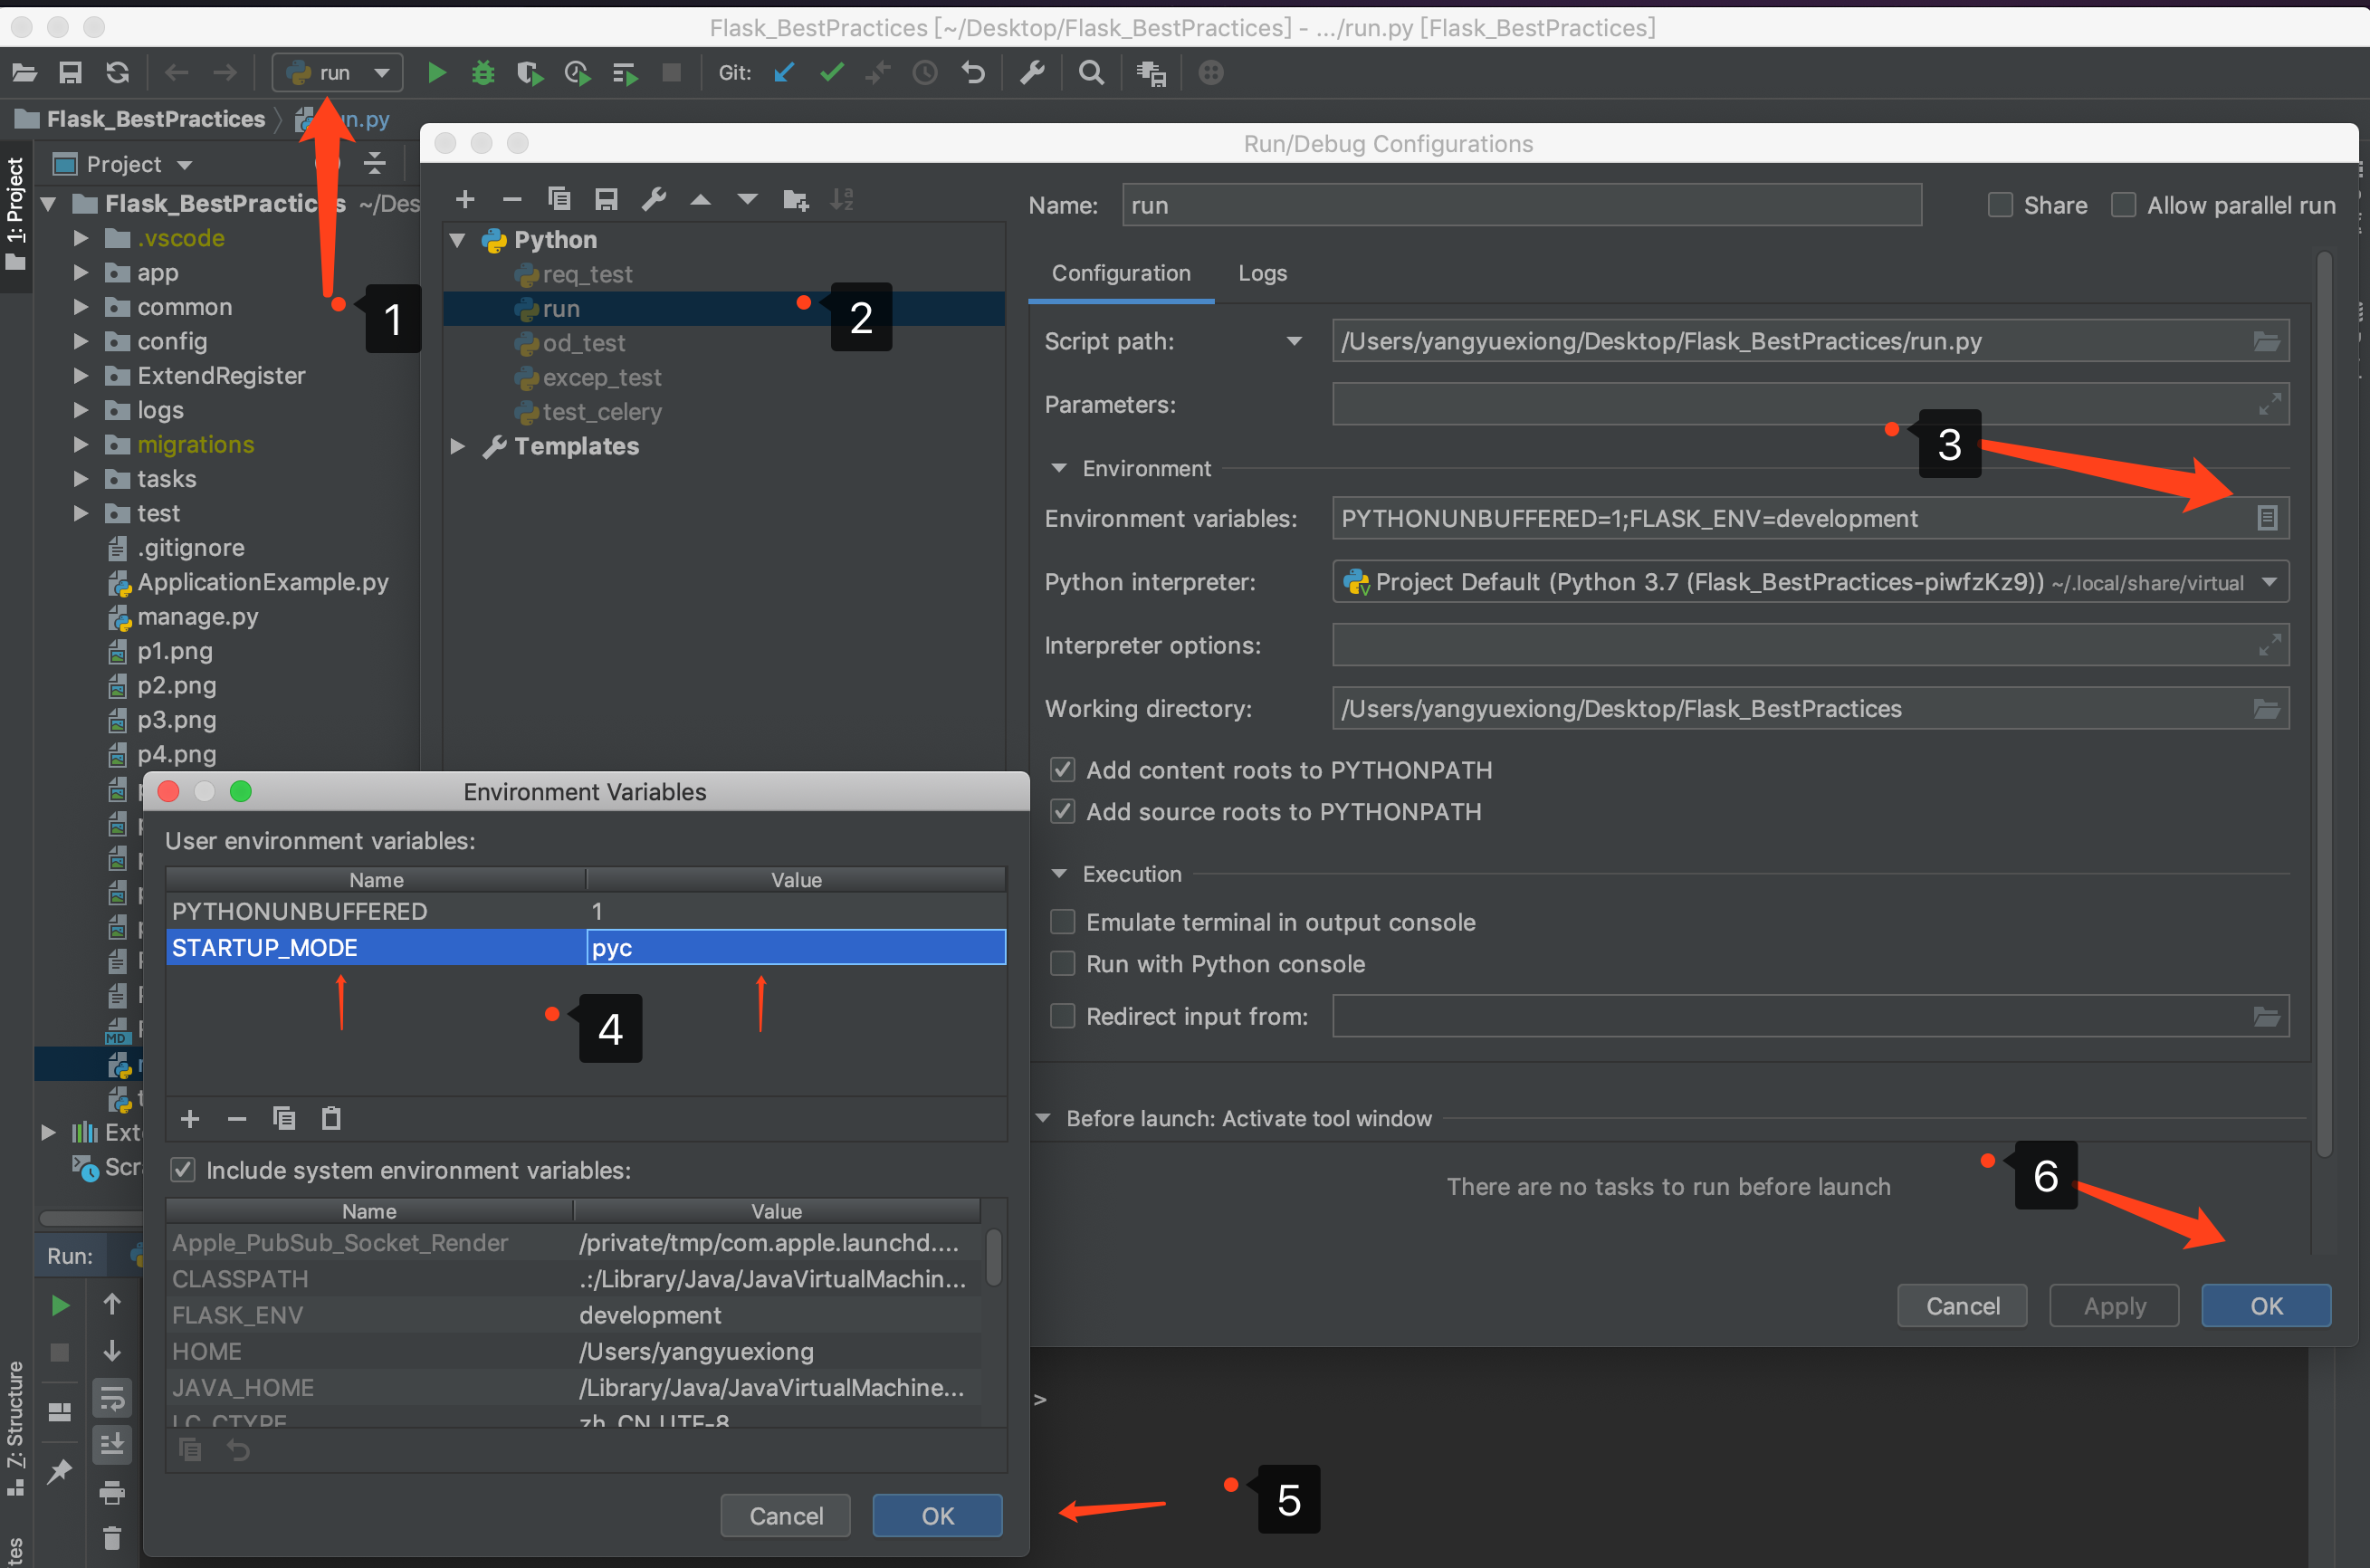 Flask_BestPractices [~/Desktop/Flask_BestPractices] - .../run.py [Flask_BestPractices]
run
Git:
Flask_BestPractices
n.py
Project
1: Project
Flask_BestPractices ~/Des
.vscode
app
common
config
ExtendRegister
logs
migrations
tasks
test
.gitignore
ApplicationExample.py
manage.py
p1.png
p2.png
p3.png
p4.png
MD
Ext
Scr
Run:
Z: Structure
tes
1
Run/Debug Configurations
Python
req_test
run
od_test
excep_test
test_celery
Templates
2
Name: run
Share
Allow parallel run
Configuration
Logs
Script path: /Users/yangyuexiong/Desktop/Flask_BestPractices/run.py
Parameters:
3
Environment
Environment variables: PYTHONUNBUFFERED=1;FLASK_ENV=development
Python interpreter: Project Default (Python 3.7 (Flask_BestPractices-piwfzKz9)) ~/.local/share/virtual
Interpreter options:
Working directory: /Users/yangyuexiong/Desktop/Flask_BestPractices
Add content roots to PYTHONPATH
Add source roots to PYTHONPATH
Execution
Emulate terminal in output console
Run with Python console
Redirect input from:
Before launch: Activate tool window
There are no tasks to run before launch
6
Cancel
Apply
OK
Environment Variables
User environment variables:
Name Value
PYTHONUNBUFFERED 1
STARTUP_MODE pyc
4
Include system environment variables:
Name Value
Apple_PubSub_Socket_Render /private/tmp/com.apple.launchd....
CLASSPATH .:/Library/Java/JavaVirtualMachin...
FLASK_ENV development
HOME /Users/yangyuexiong
JAVA_HOME /Library/Java/JavaVirtualMachine...
LC_CTYPE zh_CN.UTF-8
Cancel
OK
>
5